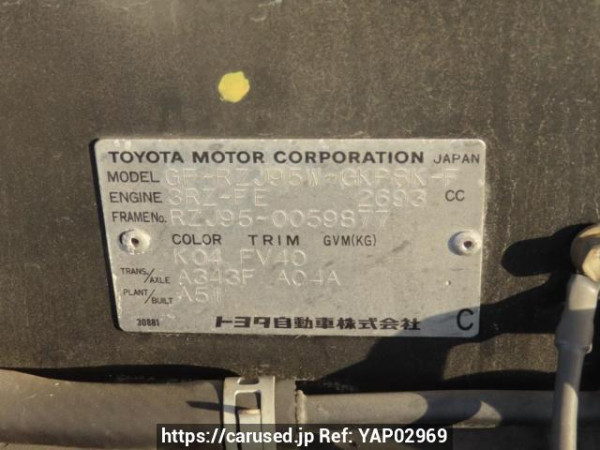 TOYOTA MOTOR CORPORATION JAPAN
MODEL GF-RZJ95W-GKPSK-F
ENGINE 3RZ-FE 2693 CC
FRAME No. RZJ95-0059877
COLOR TRIM GVM(KG)
K04 FV40
TRANS./AXLE A343F A04A
PLANT/BUILT A5
30881 トヨタ自動車株式会社 C
https://carused.jp Ref: YAP02969